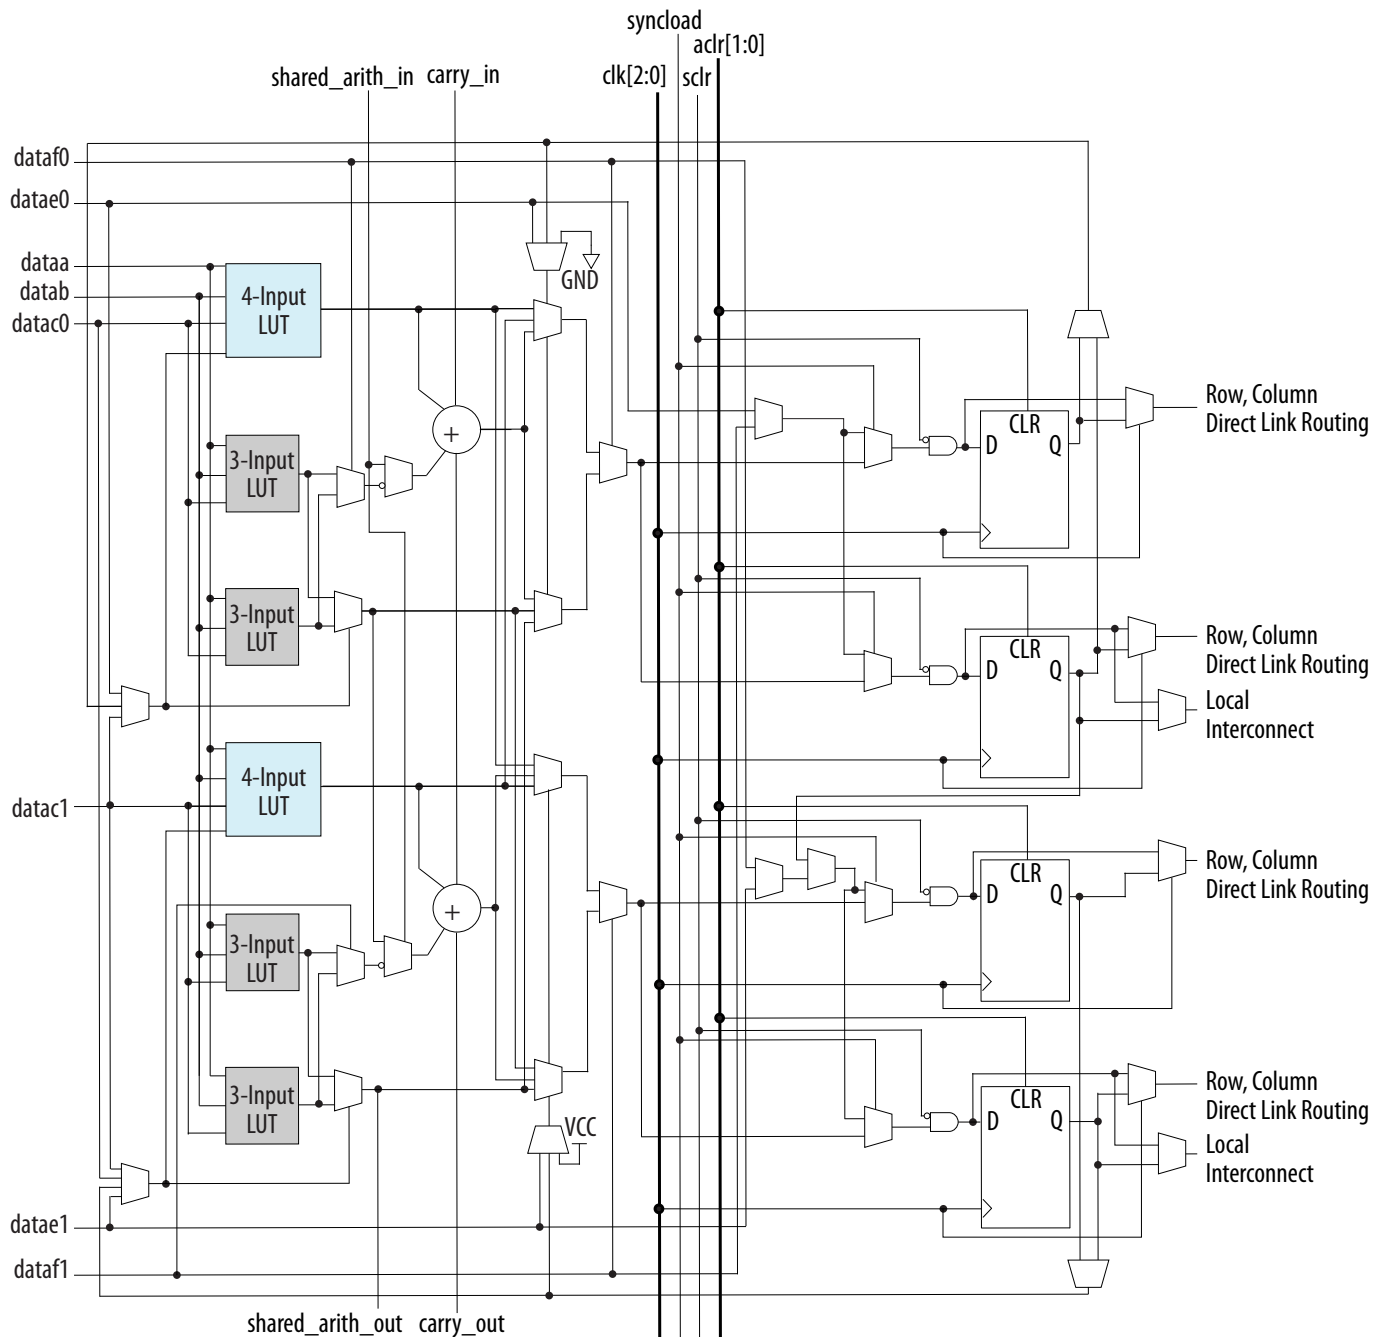 syncload
aclr[1:0]
shared_arith_in
carry_in
clk[2:0]
sclr
dataf0
datae0
dataa
datab
datac0
4-Input
LUT
GND
3-Input
LUT
+
CLR
D
Q
Row, Column
Direct Link Routing
3-Input
LUT
CLR
D
Q
Row, Column
Direct Link Routing
Local
Interconnect
4-Input
LUT
datac1
3-Input
LUT
+
CLR
D
Q
Row, Column
Direct Link Routing
3-Input
LUT
VCC
CLR
D
Q
Row, Column
Direct Link Routing
Local
Interconnect
datae1
dataf1
shared_arith_out
carry_out